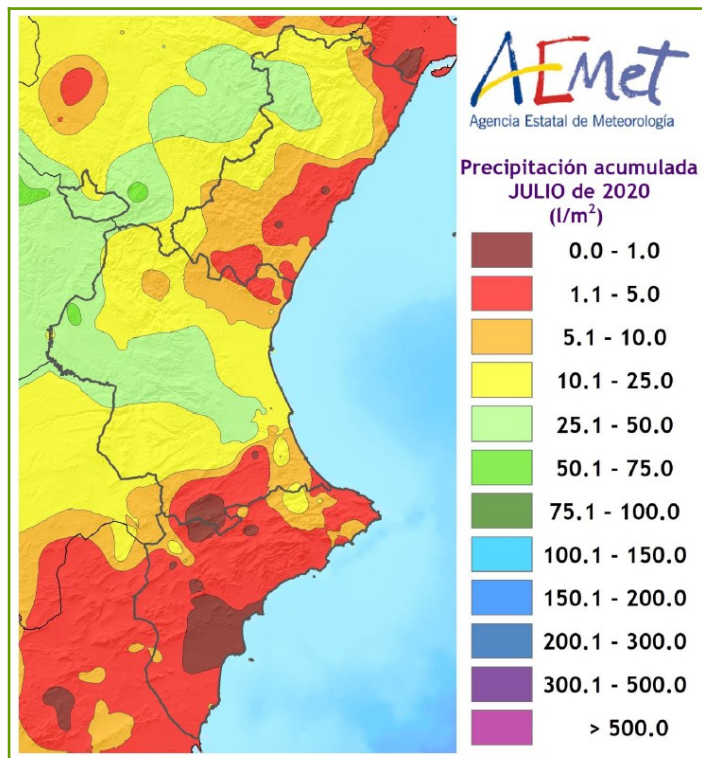 AEMet
Agencia Estatal de Meteorología
Precipitación acumulada
JULIO de 2020
(l/m²)
0.0 - 1.0
1.1 - 5.0
5.1 - 10.0
10.1 - 25.0
25.1 - 50.0
50.1 - 75.0
75.1 - 100.0
100.1 - 150.0
150.1 - 200.0
200.1 - 300.0
300.1 - 500.0
> 500.0